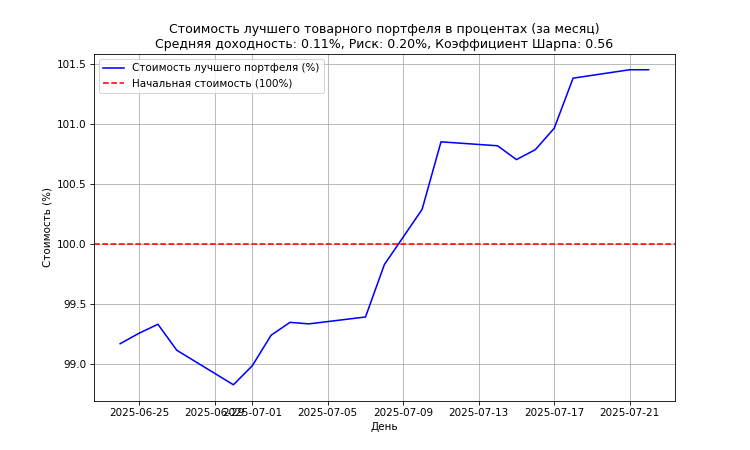 Стоимость лучшего товарного портфеля в процентах (за месяц)
Средняя доходность: 0.11%, Риск: 0.20%, Коэффициент Шарпа: 0.56
Стоимость лучшего портфеля (%)
Начальная стоимость (100%)
Стоимость (%)
101.5
101.0
100.5
100.0
99.5
99.0
2025-06-25 2025-06-29 2025-07-01 2025-07-05 2025-07-09 2025-07-13 2025-07-17 2025-07-21
День